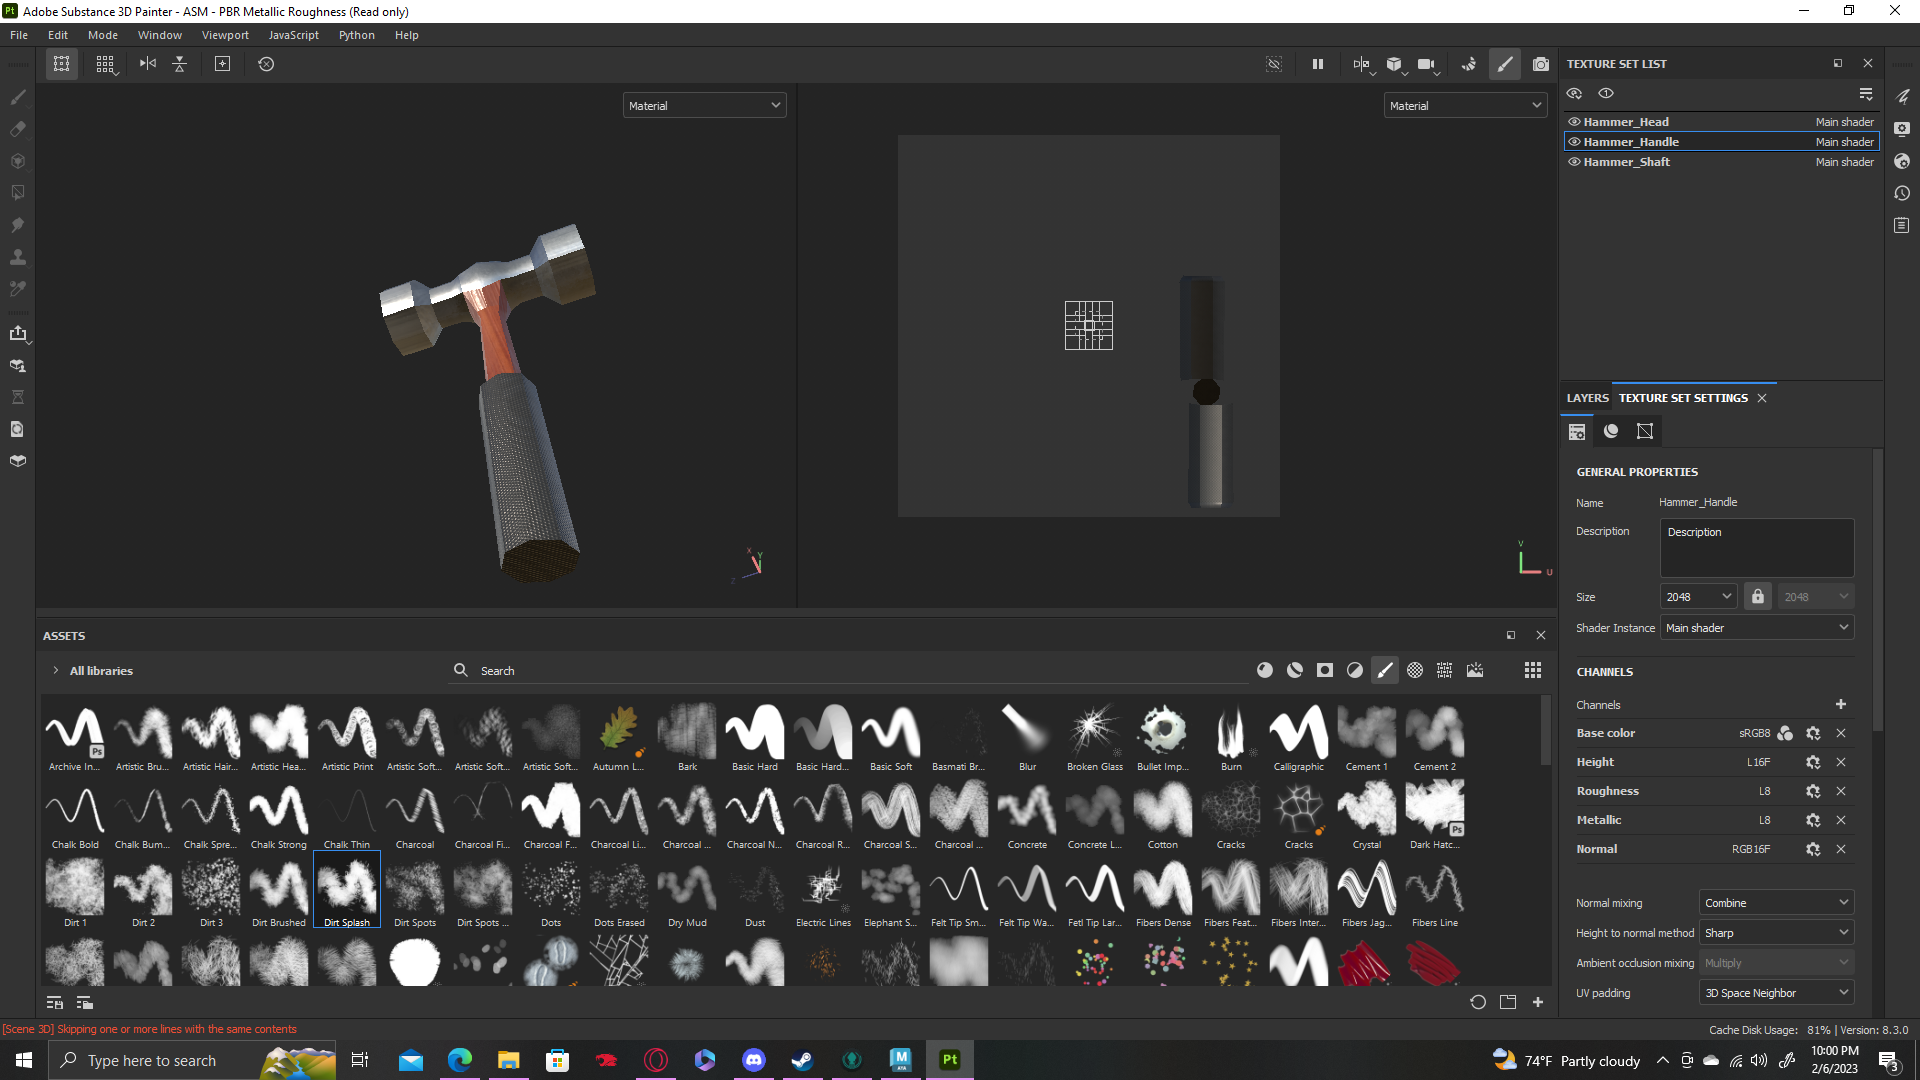 Pt Adobe Substance 3D Painter - ASM - PBR Metallic Roughness (Read only)
File Edit Mode Window Viewport JavaScript Python Help
Material
Material
X Y Z
V U
TEXTURE SET LIST
Hammer_Head Main shader
Hammer_Handle Main shader
Hammer_Shaft Main shader
LAYERS TEXTURE SET SETTINGS
GENERAL PROPERTIES
Name Hammer_Handle
Description Description
Size 2048 2048
Shader Instance Main shader
CHANNELS
Channels
Base color sRGB8
Height L16F
Roughness L8
Metallic L8
Normal RGB16F
Normal mixing Combine
Height to normal method Sharp
Ambient occlusion mixing Multiply
UV padding 3D Space Neighbor
ASSETS
All libraries Search
Ps
Archive In... Artistic Bru... Artistic Hair... Artistic Hea... Artistic Print Artistic Soft... Artistic Soft... Artistic Soft... Autumn L... Bark Basic Hard Basic Hard... Basic Soft Basmati Br... Blur Broken Glass Bullet Imp... Burn Calligraphic Cement 1 Cement 2
Ps
Chalk Bold Chalk Bum... Chalk Spre... Chalk Strong Chalk Thin Charcoal Charcoal Fi... Charcoal F... Charcoal Li... Charcoal ... Charcoal N... Charcoal R... Charcoal S... Charcoal ... Concrete Concrete L... Cotton Cracks Cracks Crystal Dark Hatc...
Dirt 1 Dirt 2 Dirt 3 Dirt Brushed Dirt Splash Dirt Spots Dirt Spots ... Dots Dots Erased Dry Mud Dust Electric Lines Elephant S... Felt Tip Sm... Felt Tip Wa... Fetl Tip Lar... Fibers Dense Fibers Feat... Fibers Inter... Fibers Jag... Fibers Line
[Scene 3D] Skipping one or more lines with the same contents
Cache Disk Usage: 81% | Version: 8.3.0
Type here to search
M
Pt
74°F Partly cloudy
10:00 PM
2/6/2023
3